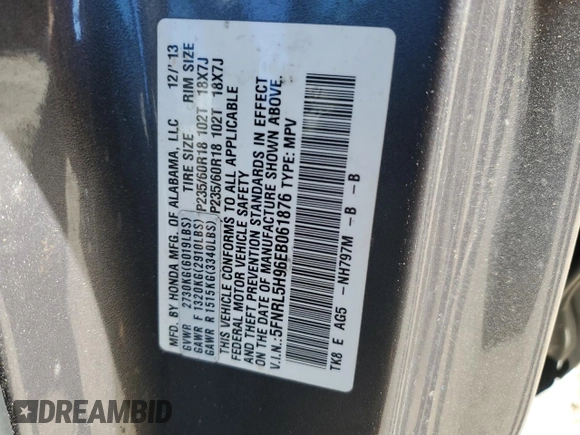 MFD. BY HONDA MFG. OF ALABAMA, LLC 12/'13
TIRE SIZE RIM SIZE
GVWR 2730KG(6019LBS)
GAWR F 1320KG(2910LBS) P235/60R18 102T 18X7J
GAWR R 1515KG(3340LBS) P235/60R18 102T 18X7J
THIS VEHICLE CONFORMS TO ALL APPLICABLE
FEDERAL MOTOR VEHICLE SAFETY
AND THEFT PREVENTION STANDARDS IN EFFECT
ON THE DATE OF MANUFACTURE SHOWN ABOVE.
V.I.N.:5FNRL5H96EB061876 TYPE: MPV
TK8 E AG5 -NH797M -B -B
DREAMBID